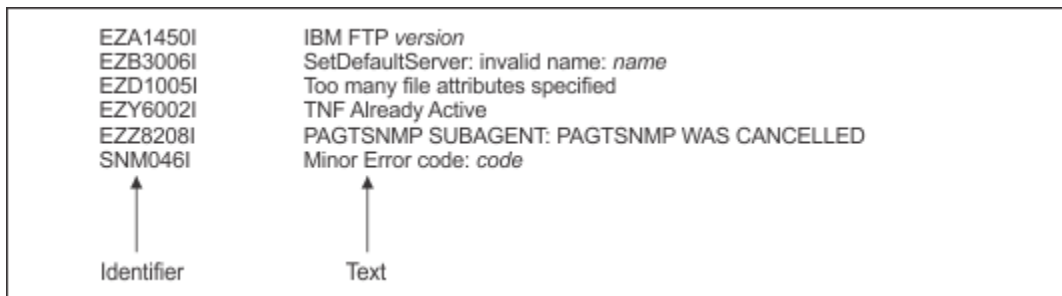 EZA1450I IBM FTP version
EZB3006I SetDefaultServer: invalid name: name
EZD1005I Too many file attributes specified
EZY6002I TNF Already Active
EZZ8208I PAGTSNMP SUBAGENT: PAGTSNMP WAS CANCELLED
SNM046I Minor Error code: code
Identifier Text